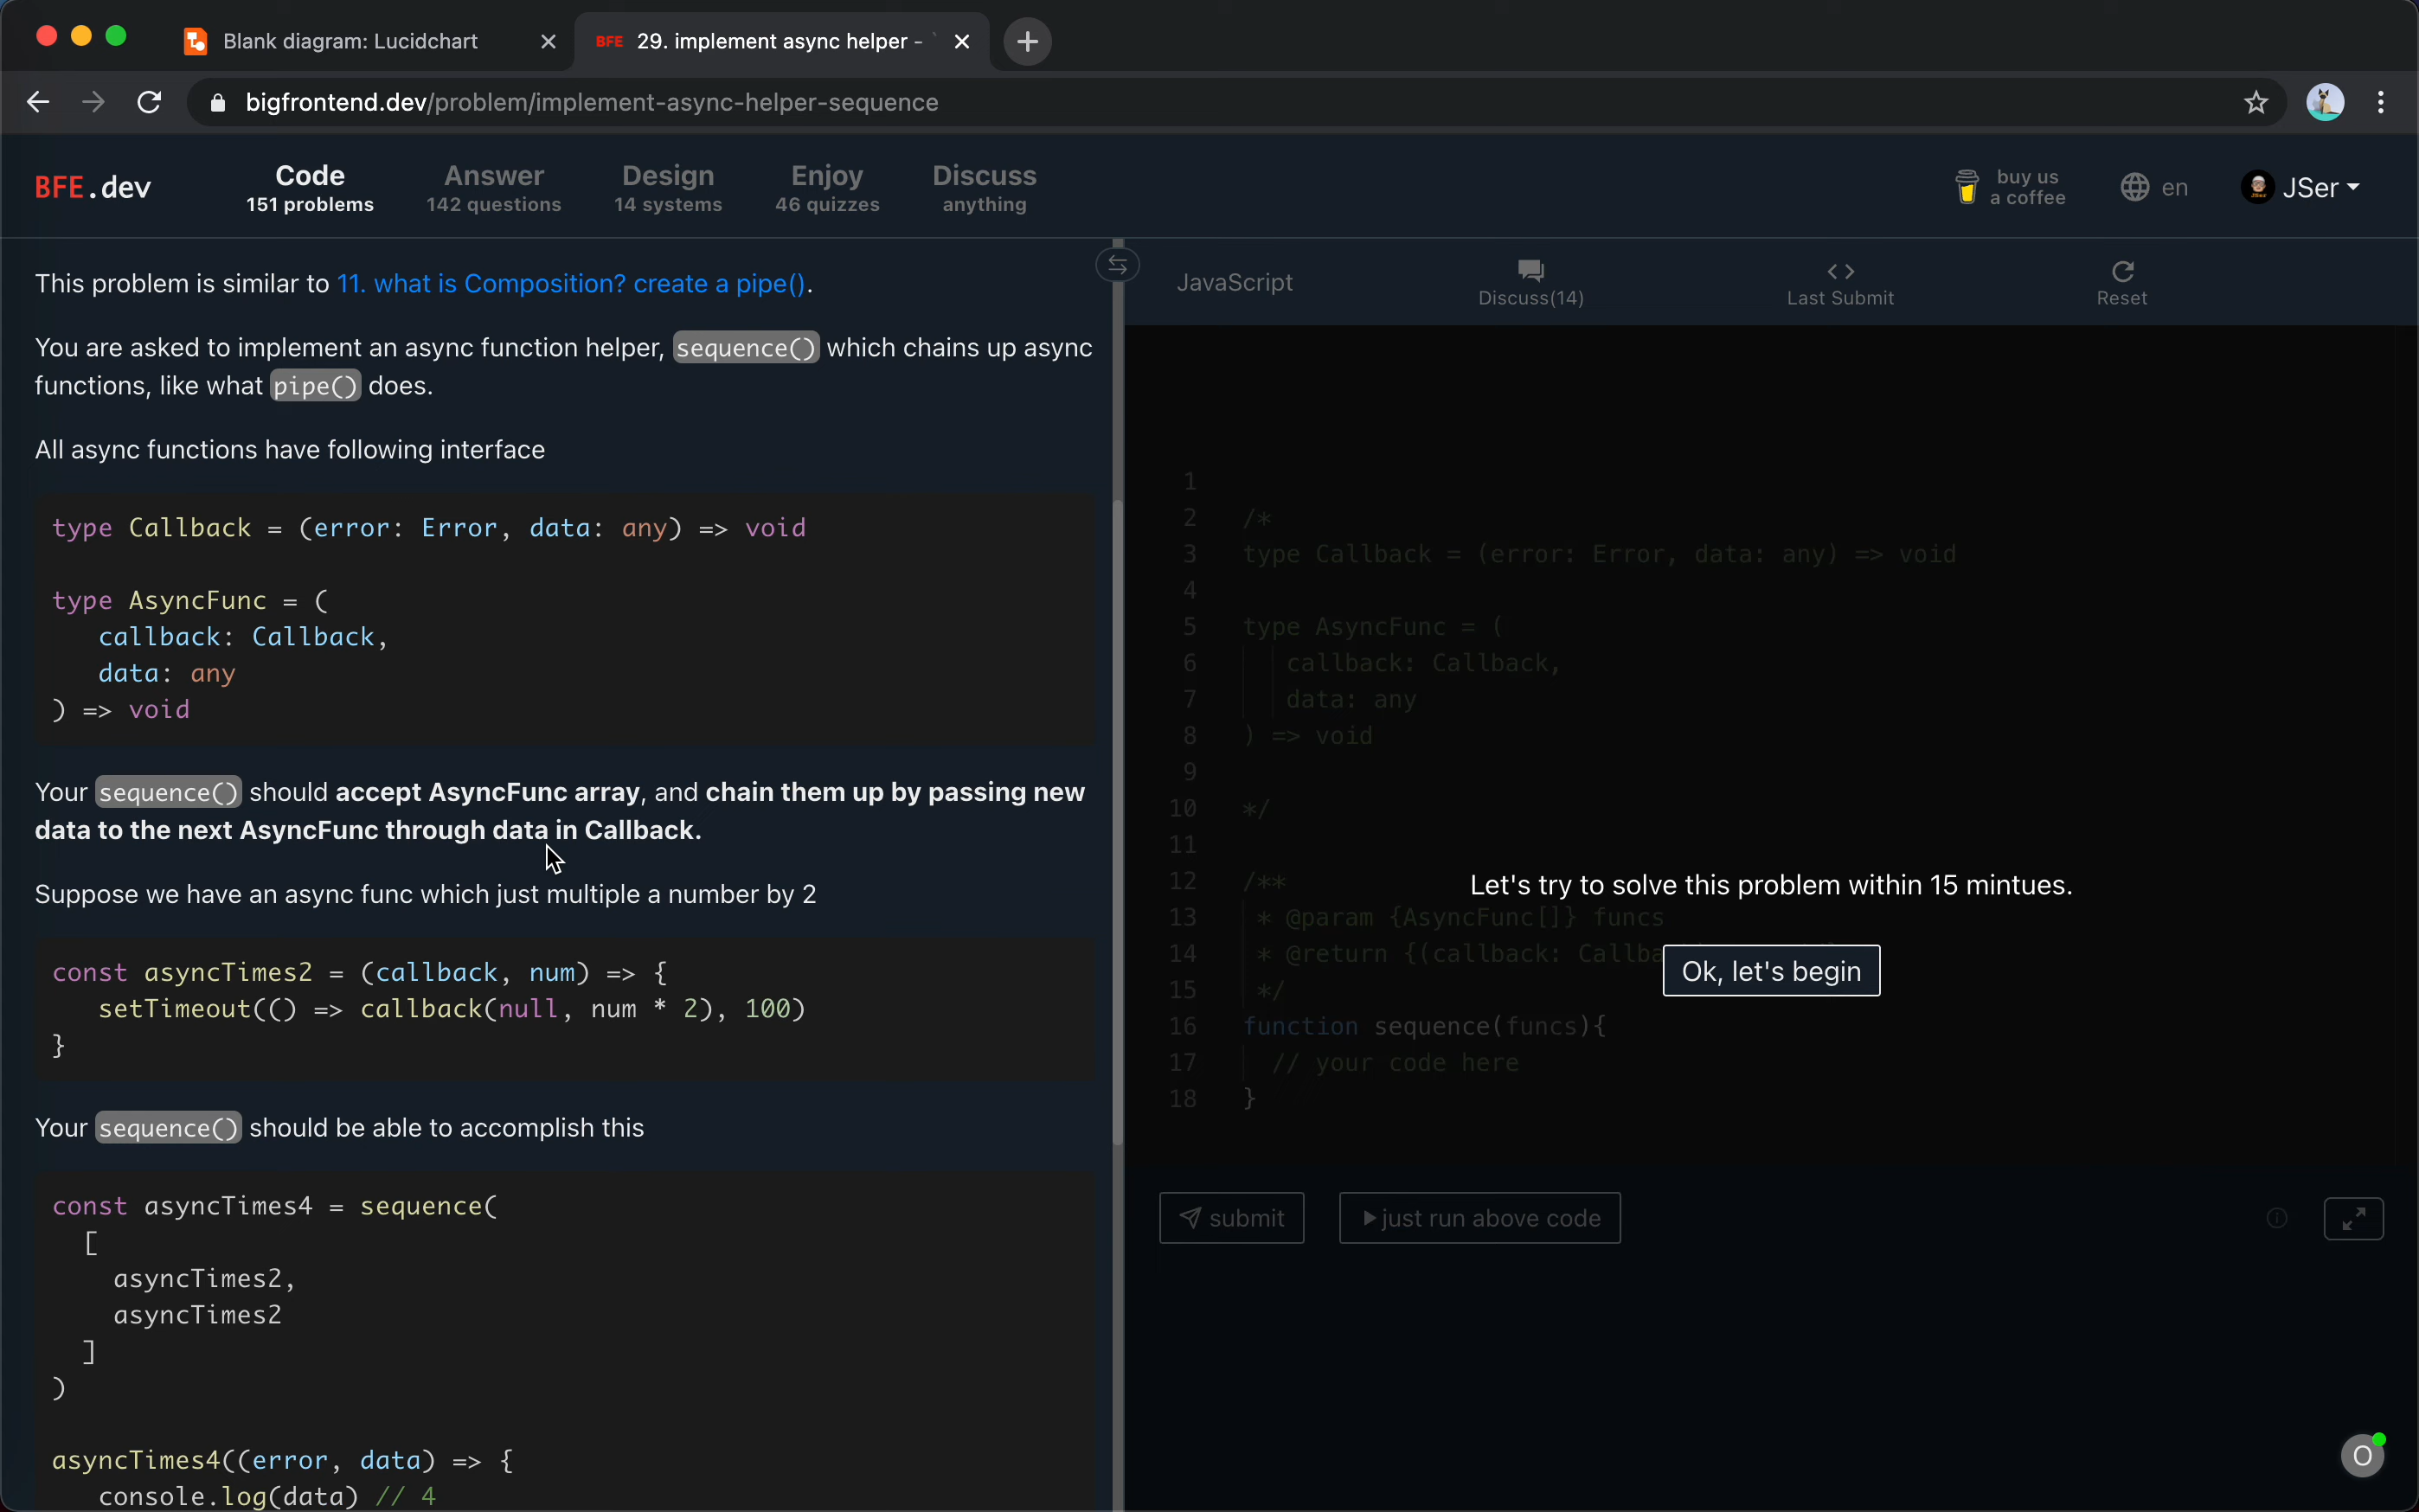 Blank diagram: Lucidchart
BFE 29. implement async helper - `
bigfrontend.dev/problem/implement-async-helper-sequence
BFE.dev
Code
151 problems
Answer
142 questions
Design
14 systems
Enjoy
46 quizzes
Discuss
anything
buy us
a coffee
en
JSer
This problem is similar to 11. what is Composition? create a pipe().
You are asked to implement an async function helper, sequence() which chains up async
functions, like what pipe() does.
All async functions have following interface
type Callback = (error: Error, data: any) => void
type AsyncFunc = (
callback: Callback,
data: any
) => void
Your sequence() should accept AsyncFunc array, and chain them up by passing new
data to the next AsyncFunc through data in Callback.
Suppose we have an async func which just multiple a number by 2
const asyncTimes2 = (callback, num) => {
setTimeout(() => callback(null, num * 2), 100)
}
Your sequence() should be able to accomplish this
const asyncTimes4 = sequence(
[
asyncTimes2,
asyncTimes2
]
)
asyncTimes4((error, data) => {
console.log(data) // 4
JavaScript
Discuss(14)
Last Submit
Reset
1
2 /*
3 type Callback = (error: Error, data: any) => void
4
5 type AsyncFunc = (
6 callback: Callback,
7 data: any
8 ) => void
9
10 */
11
12 /**
13 * @param {AsyncFunc[]} funcs
14 * @return {(callback: Callba
15 */
16 function sequence(funcs){
17 // your code here
18 }
Let's try to solve this problem within 15 mintues.
Ok, let's begin
submit
just run above code
O